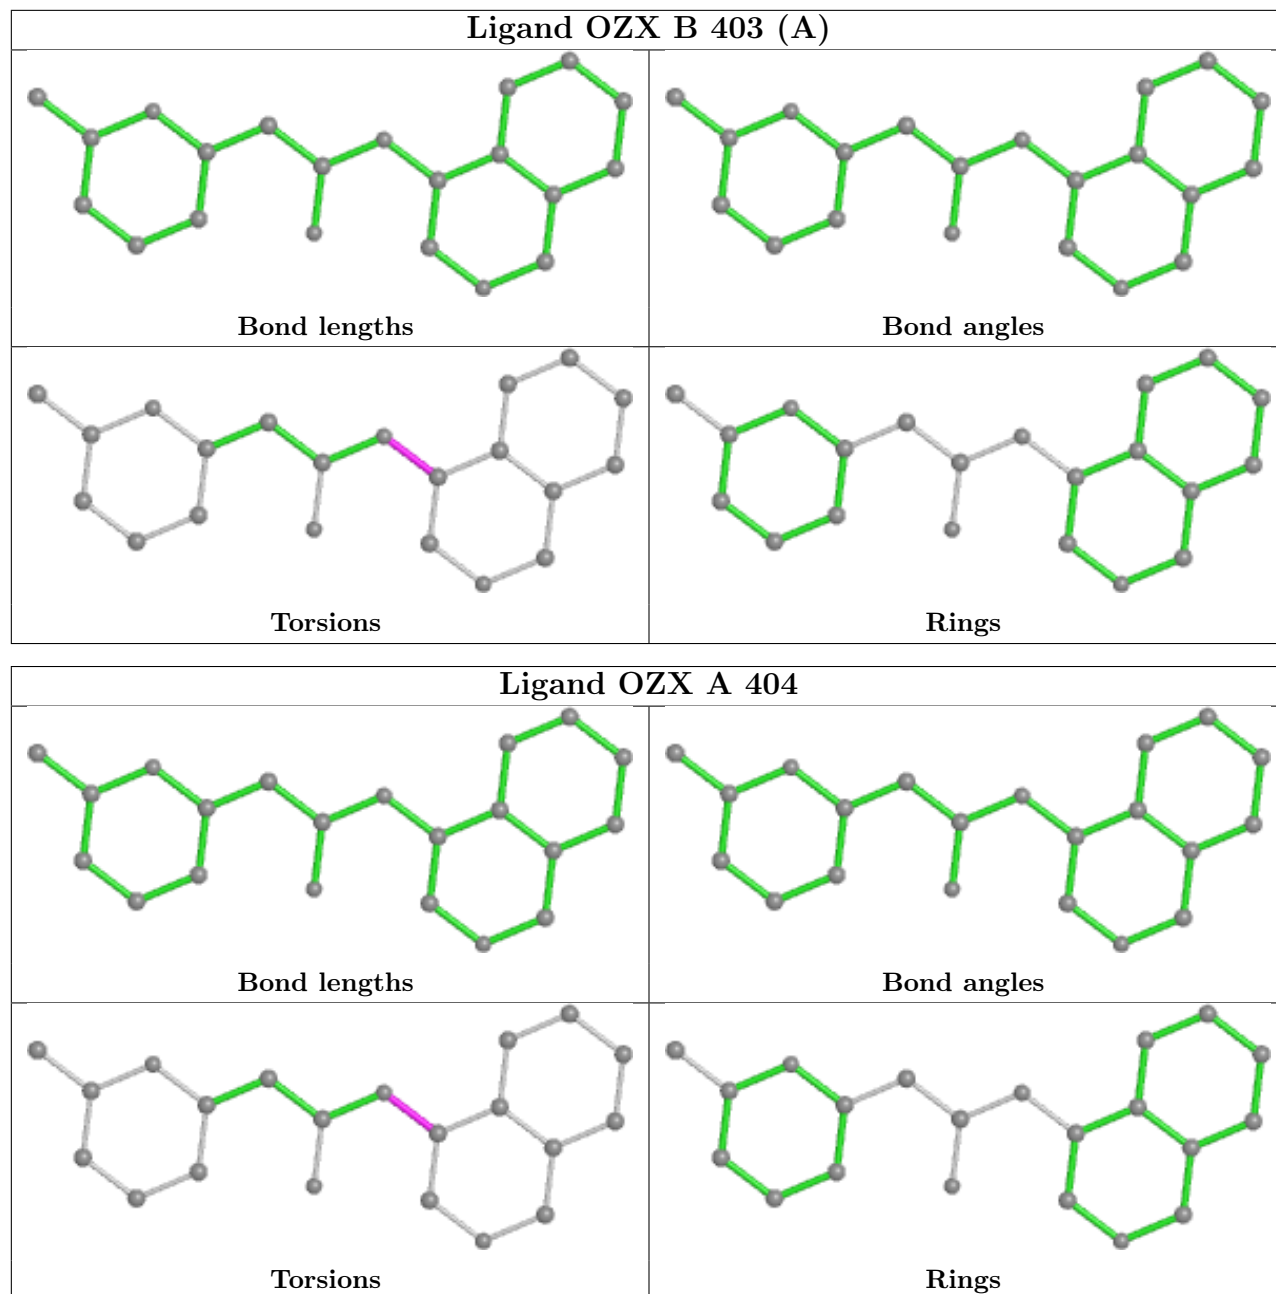 Ligand OZX B 403 (A)
Bond lengths
Bond angles
Torsions
Rings
Ligand OZX A 404
Bond lengths
Bond angles
Torsions
Rings